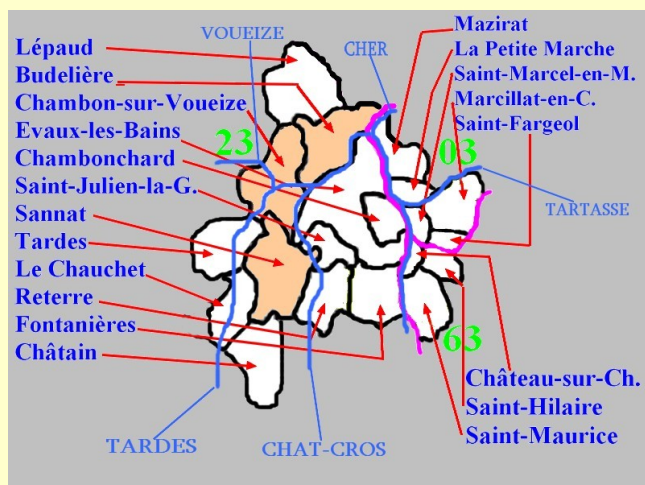 VOUEIZE
CHER
Lépaud
Budelière
Chambon-sur-Voueize
Evaux-les-Bains
Chambonchard
Saint-Julien-la-G.
Sannat
Tardes
Le Chauchet
Reterre
Fontanières
Châtain
Mazirat
La Petite Marche
Saint-Marcel-en-M.
Marcillat-en-C.
Saint-Fargeol
23
03
TARTASSE
63
Château-sur-Ch.
Saint-Hilaire
Saint-Maurice
TARDES
CHAT-CROS